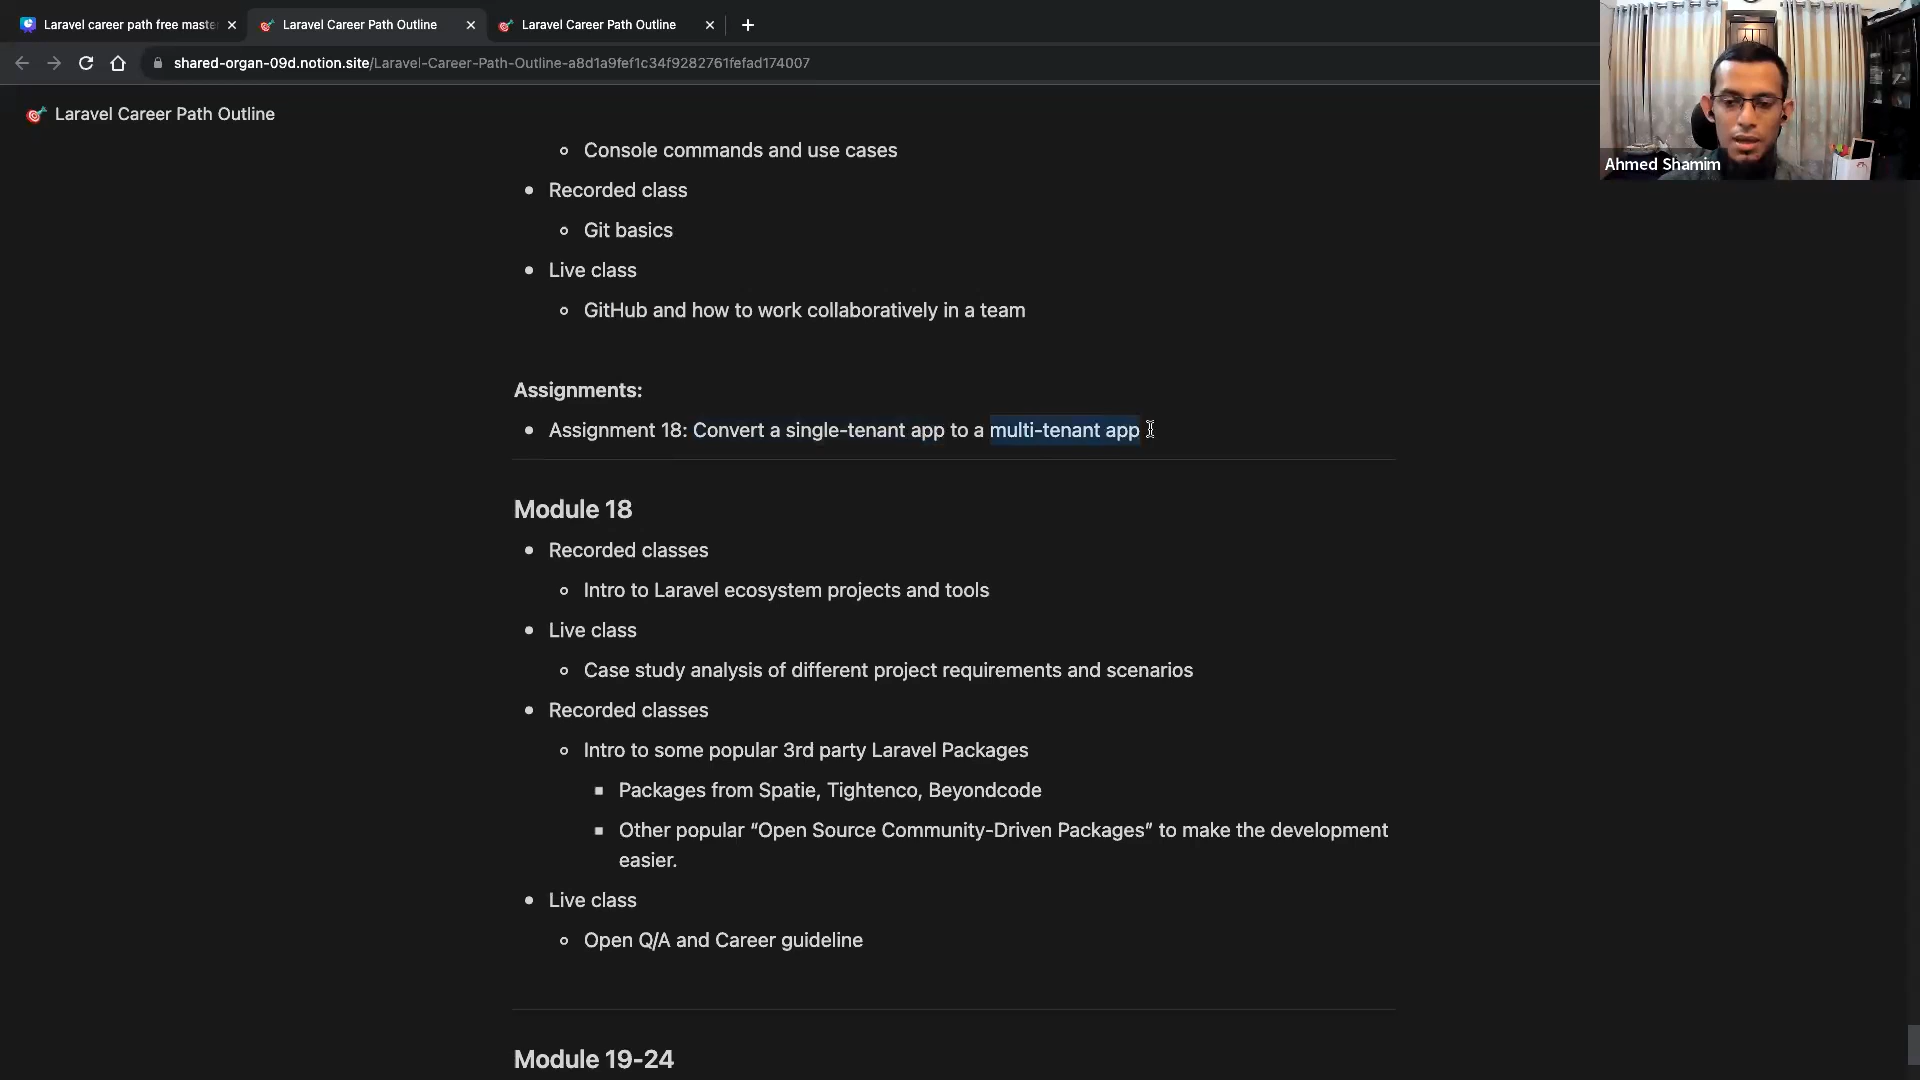 Laravel career path free maste
Laravel Career Path Outline
Laravel Career Path Outline
shared-organ-09d.notion.site/Laravel-Career-Path-Outline-a8d1a9fef1c34f9282761fefad174007
Laravel Career Path Outline
Ahmed Shamim
Console commands and use cases
Recorded class
Git basics
Live class
GitHub and how to work collaboratively in a team
Assignments:
Assignment 18: Convert a single-tenant app to a multi-tenant app
Module 18
Recorded classes
Intro to Laravel ecosystem projects and tools
Live class
Case study analysis of different project requirements and scenarios
Recorded classes
Intro to some popular 3rd party Laravel Packages
Packages from Spatie, Tightenco, Beyondcode
Other popular “Open Source Community-Driven Packages” to make the development
easier.
Live class
Open Q/A and Career guideline
Module 19-24